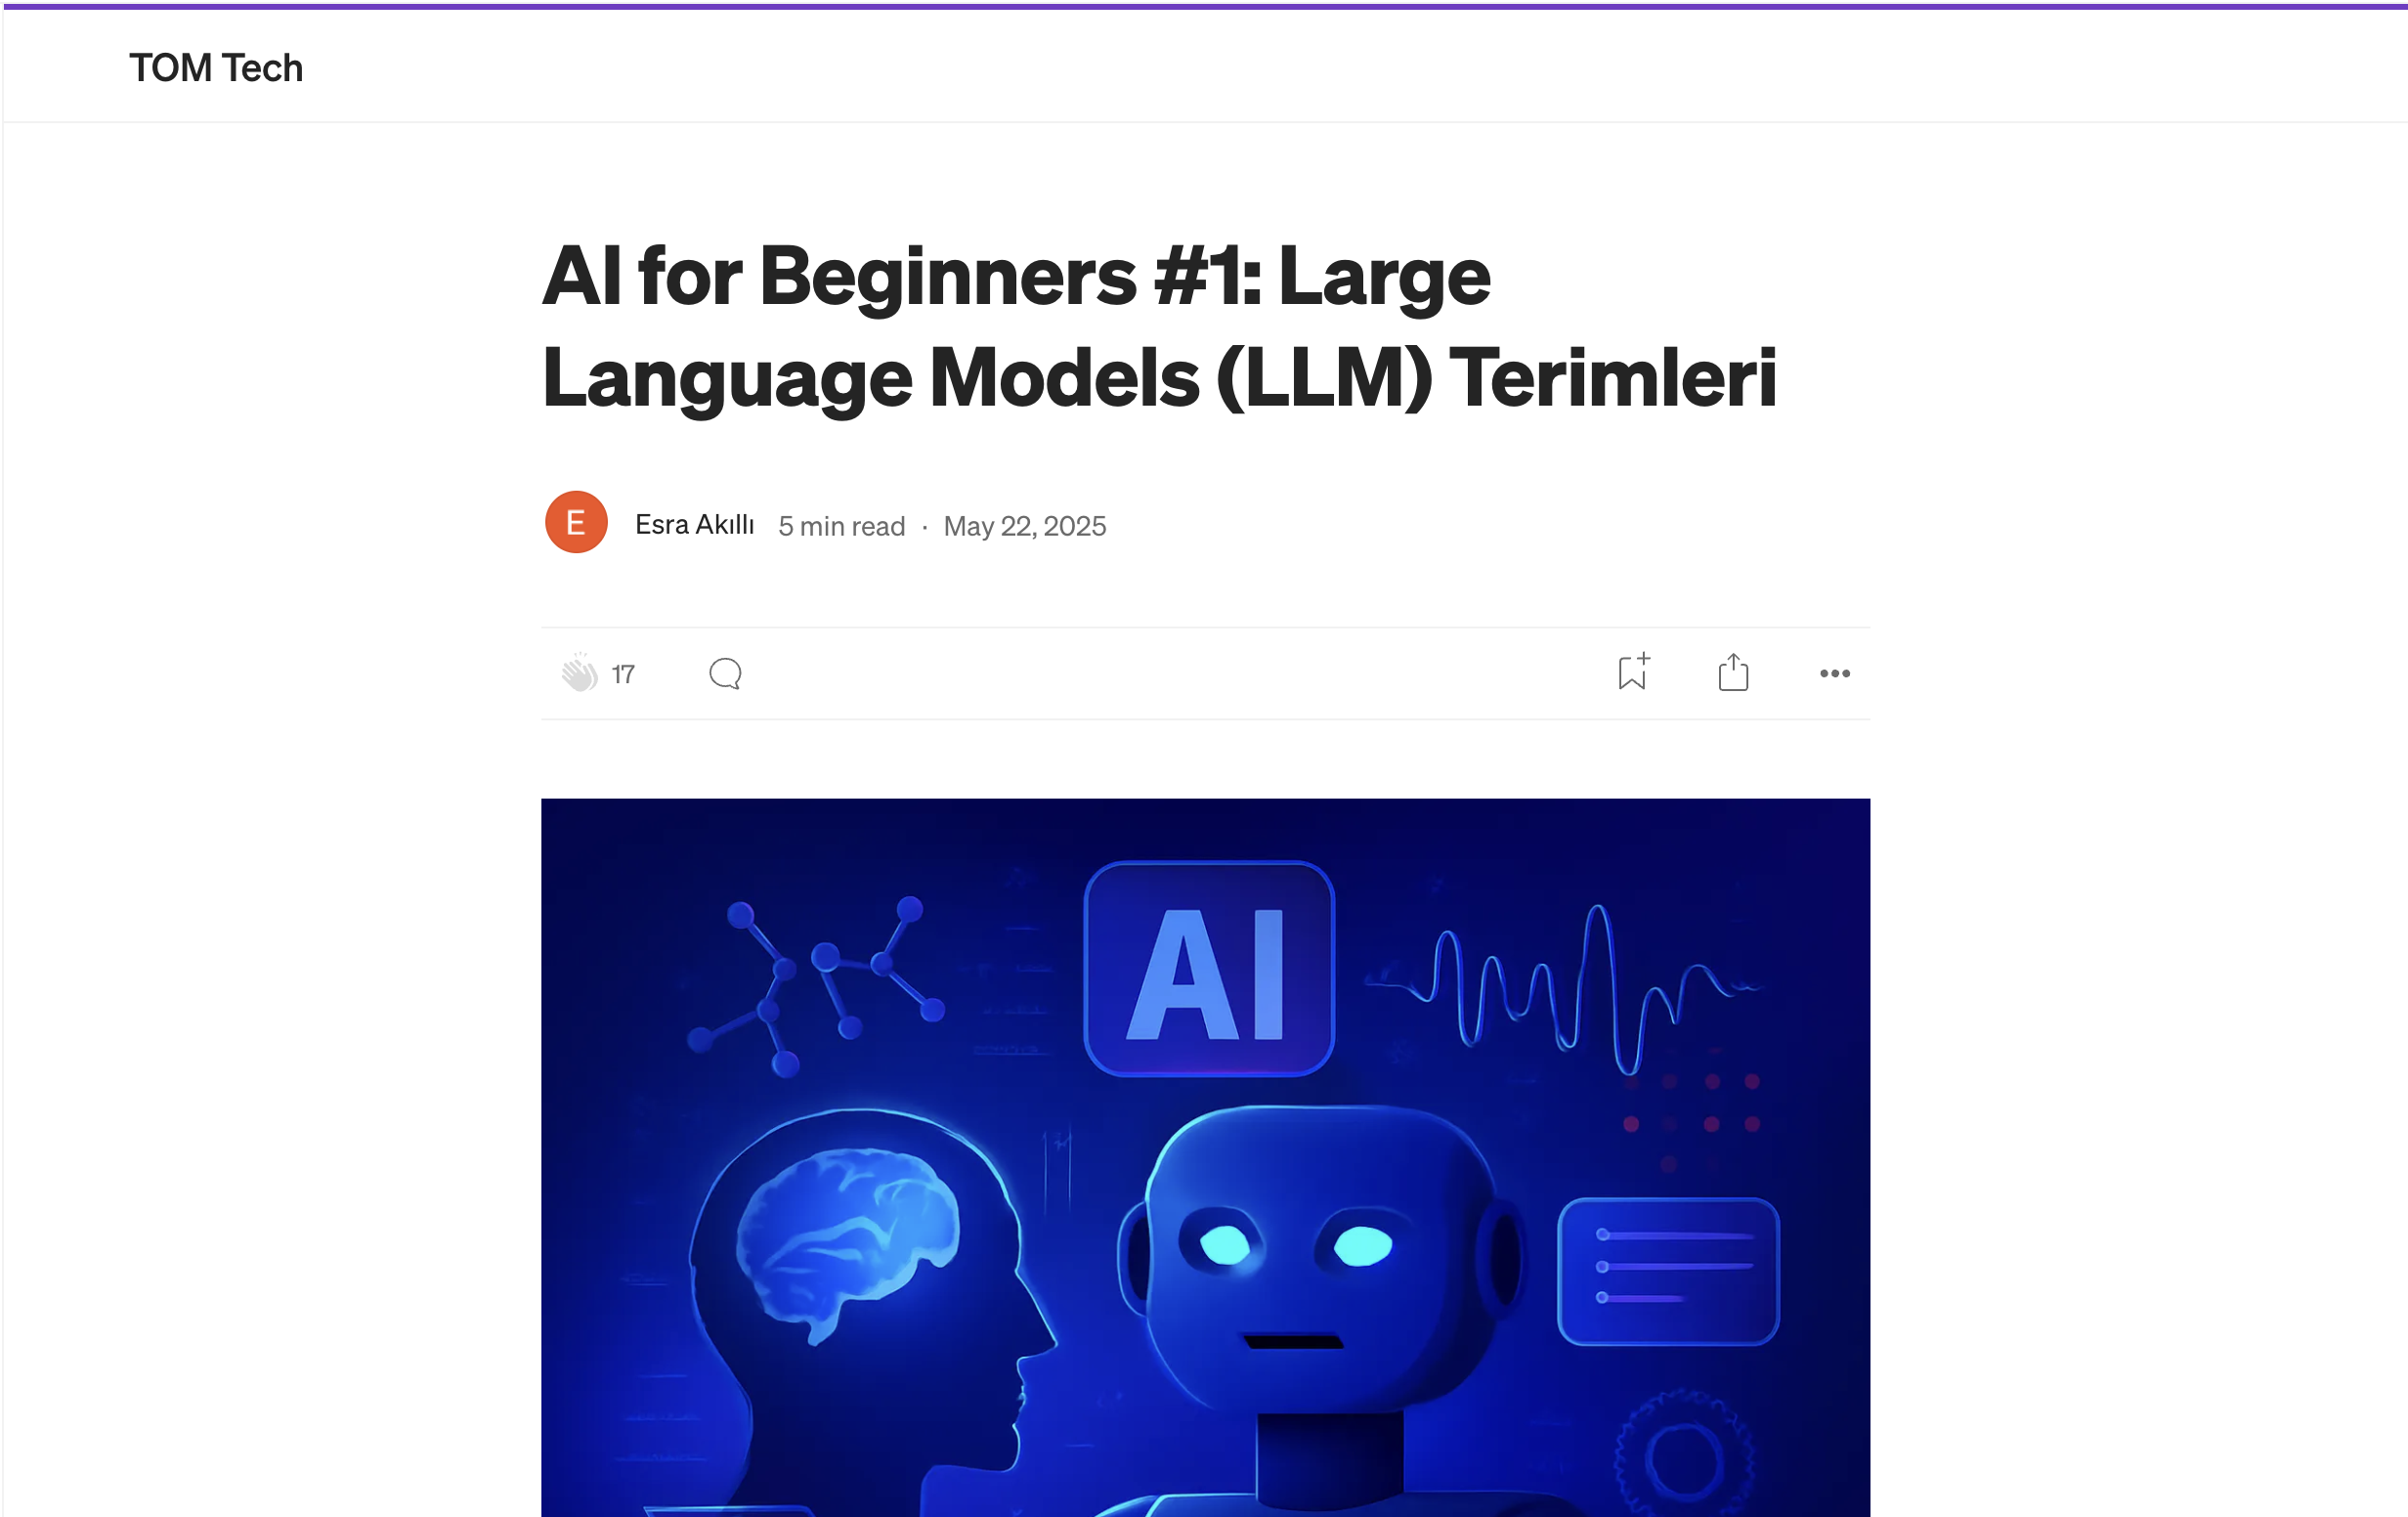 TOM Tech
AI for Beginners #1: Large
Language Models (LLM) Terimleri
E
Esra Akıllı 5 min read · May 22, 2025
17
AI